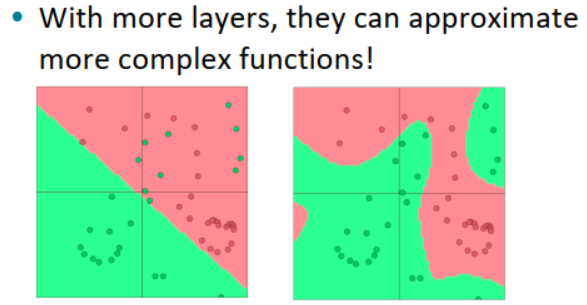 • With more layers, they can approximate
more complex functions!